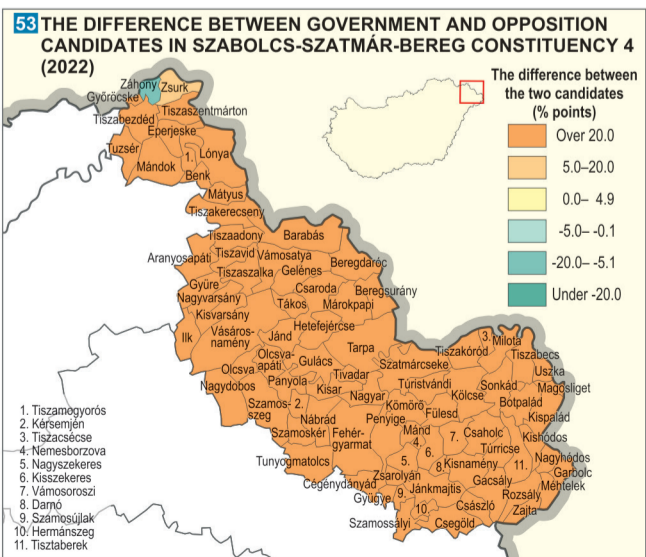 53 THE DIFFERENCE BETWEEN GOVERNMENT AND OPPOSITION
CANDIDATES IN SZABOLCS-SZATMÁR-BEREG CONSTITUENCY 4
(2022)
The difference between
the two candidates
(% points)
Over 20.0
5.0–20.0
0.0– 4.9
-5.0– -0.1
-20.0– -5.1
Under -20.0
Záhony
Zsurk
Győröcske
Tiszaszentmárton
Tiszabezdéd
Eperjeske
Tuzsér
1.
Lónya
Mándok
Benk
Mátyus
Tiszakerecseny
Tiszaadony
Barabás
Aranyosapáti
Tiszavid
Vámosatya
Beregdaróc
Tiszaszalka
Gelénes
Gyüre
Csaroda
Beregsurány
Nagyvarsány
Tákos
Márokpapi
Kisvarsány
Hetefejércse
Ilk
Vásáros-
namény
Jánd
Tarpa
3.
Milota
Tiszakóród
Tiszabecs
Olcsva-
apáti
Gulács
Szatmárcseke
Uszka
Olcsva
Tivadar
Nagydobos
Panyola
Kisar
Túristvándi
Sonkád
Magosliget
Nagyar
Kölcse
Botpalád
Szamos-
szeg
2.
Kömörő
Fülesd
Kispalád
Nábrád
Penyige
Szamoskér
Fehér-
gyarmat
Mánd
4.
7.
Csaholc
Kishódos
6.
Túrricse
Tunyogmatolcs
5.
8
Kisnamény
11.
Nagyhódos
Garbolc
Zsarolyán
Gacsály
Méhtelek
Cégénydányád
Gyügye
9.
Jánkmajtis
Rozsály
10.
Császló
Zajta
Szamossályi
Csegöld
1. Tiszamogyorós
2. Kérsemjén
3. Tiszacsécse
4. Nemesborzova
5. Nagyszekeres
6. Kisszekeres
7. Vámosoroszi
8. Darnó
9. Szamosújlak
10. Hermánszeg
11. Tisztaberek